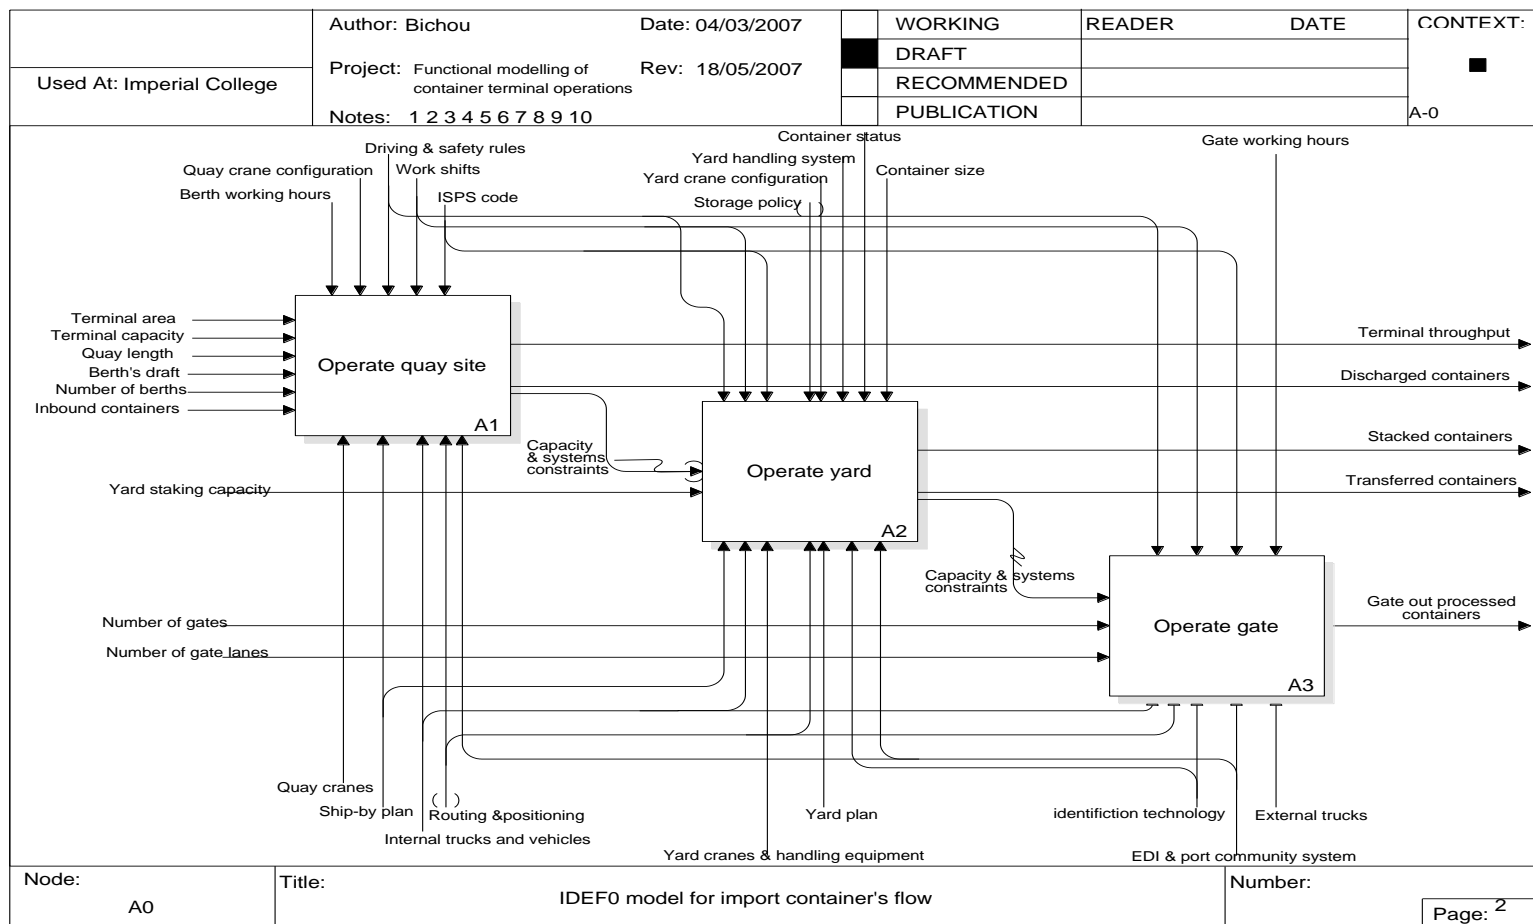 Author: Bichou
Date: 04/03/2007
WORKING
READER
DATE
CONTEXT:
DRAFT
Used At: Imperial College
Project: Functional modelling of
container terminal operations
Rev: 18/05/2007
RECOMMENDED
Notes: 1 2 3 4 5 6 7 8 9 10
PUBLICATION
A-0
Container status
Gate working hours
Driving & safety rules
Yard handling system
Quay crane configuration
Work shifts
Yard crane configuration
Container size
Berth working hours
ISPS code
Storage policy
Terminal area
Terminal capacity
Quay length
Berth's draft
Number of berths
Inbound containers
Operate quay site
A1
Terminal throughput
Discharged containers
Capacity
& systems
constraints
Operate yard
A2
Stacked containers
Transferred containers
Yard staking capacity
Capacity & systems
constraints
Number of gates
Number of gate lanes
Operate gate
A3
Gate out processed
containers
Quay cranes
Ship-by plan
Routing &positioning
Internal trucks and vehicles
Yard plan
Yard cranes & handling equipment
identifiction technology
External trucks
EDI & port community system
Node:
A0
Title:
IDEF0 model for import container's flow
Number:
Page: 2